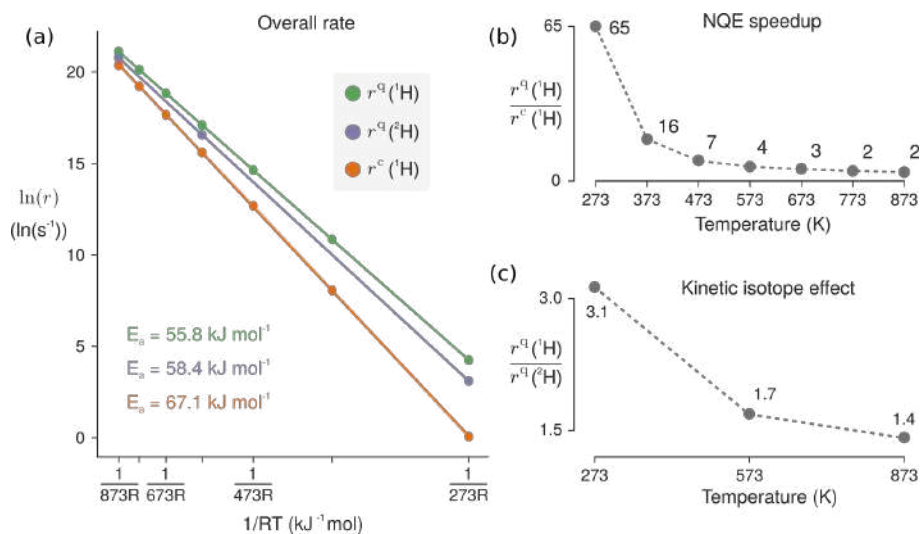 (a)
Overall rate
r^q(¹H)
r^q(²H)
r^c(¹H)
20
15
10
5
0
ln(r)
(ln(s⁻¹))
Eₐ = 55.8 kJ mol⁻¹
Eₐ = 58.4 kJ mol⁻¹
Eₐ = 67.1 kJ mol⁻¹
1/873R 1/673R 1/473R 1/273R
1/RT (kJ⁻¹mol)
(b)
NQE speedup
65
0
r^q(¹H)
r^c(¹H)
65 16 7 4 3 2 2
273 373 473 573 673 773 873
Temperature (K)
(c)
Kinetic isotope effect
3.0
1.5
r^q(¹H)
r^q(²H)
3.1 1.7 1.4
273 573 873
Temperature (K)